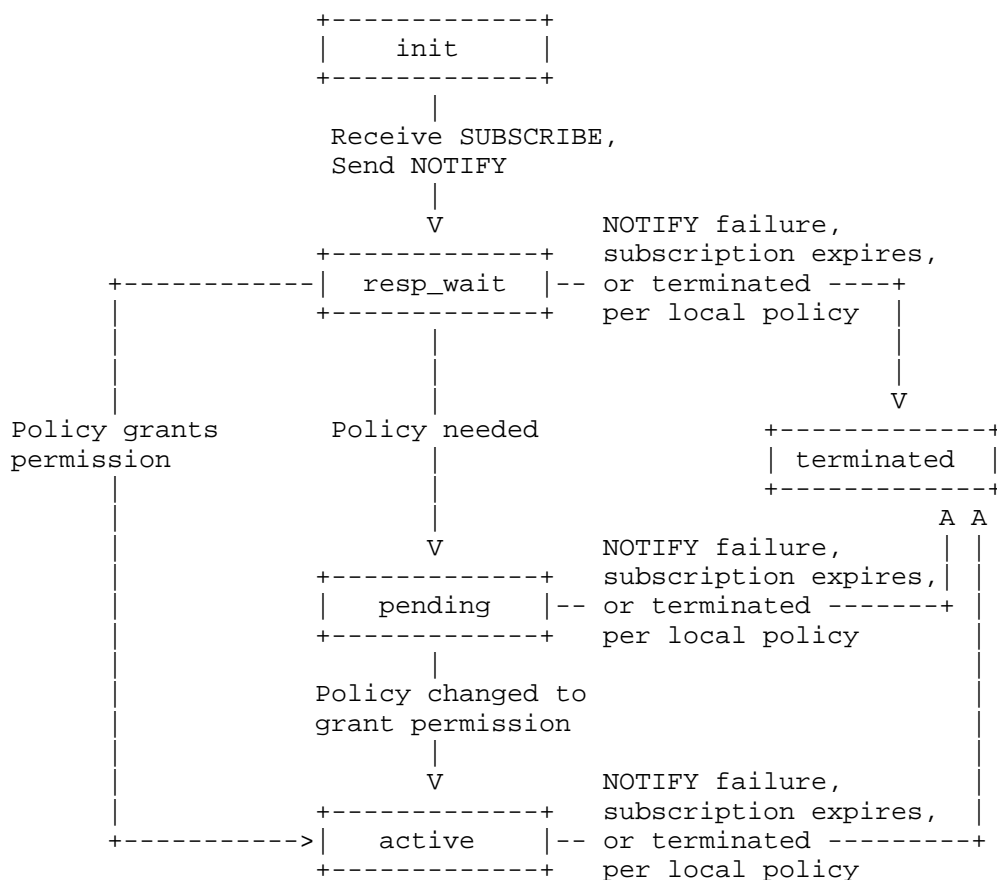 init
Receive SUBSCRIBE,
Send NOTIFY
V NOTIFY failure,
subscription expires,
resp_wait |-- or terminated ----+
per local policy
V
Policy grants Policy needed
permission terminated
A A
V NOTIFY failure,
subscription expires,
pending |-- or terminated -------+
per local policy
Policy changed to
grant permission
V NOTIFY failure,
subscription expires,
active |-- or terminated ---------+
per local policy